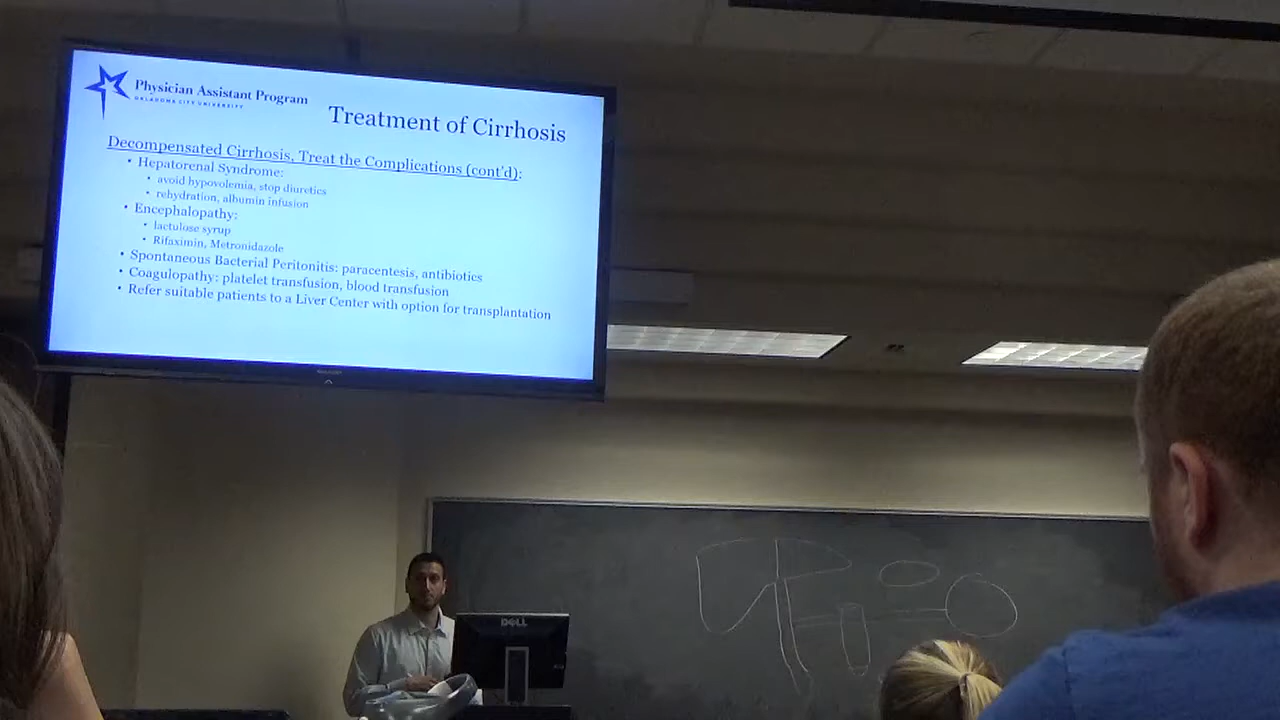 Physician Assistant Program
OKLAHOMA CITY UNIVERSITY
Treatment of Cirrhosis
Decompensated Cirrhosis, Treat the Complications (cont'd):
• Hepatorenal Syndrome:
• avoid hypovolemia, stop diuretics
• rehydration, albumin infusion
• Encephalopathy:
• lactulose syrup
• Rifaximin, Metronidazole
• Spontaneous Bacterial Peritonitis: paracentesis, antibiotics
• Coagulopathy: platelet transfusion, blood transfusion
• Refer suitable patients to a Liver Center with option for transplantation
DELL